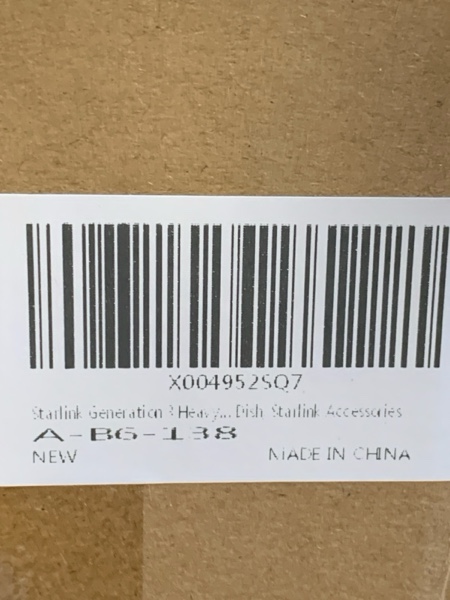 X004952SQ7
Starlink Generation 3 Heavy... Dish Starlink Accessories
A-B6-138
NEW
MADE IN CHINA